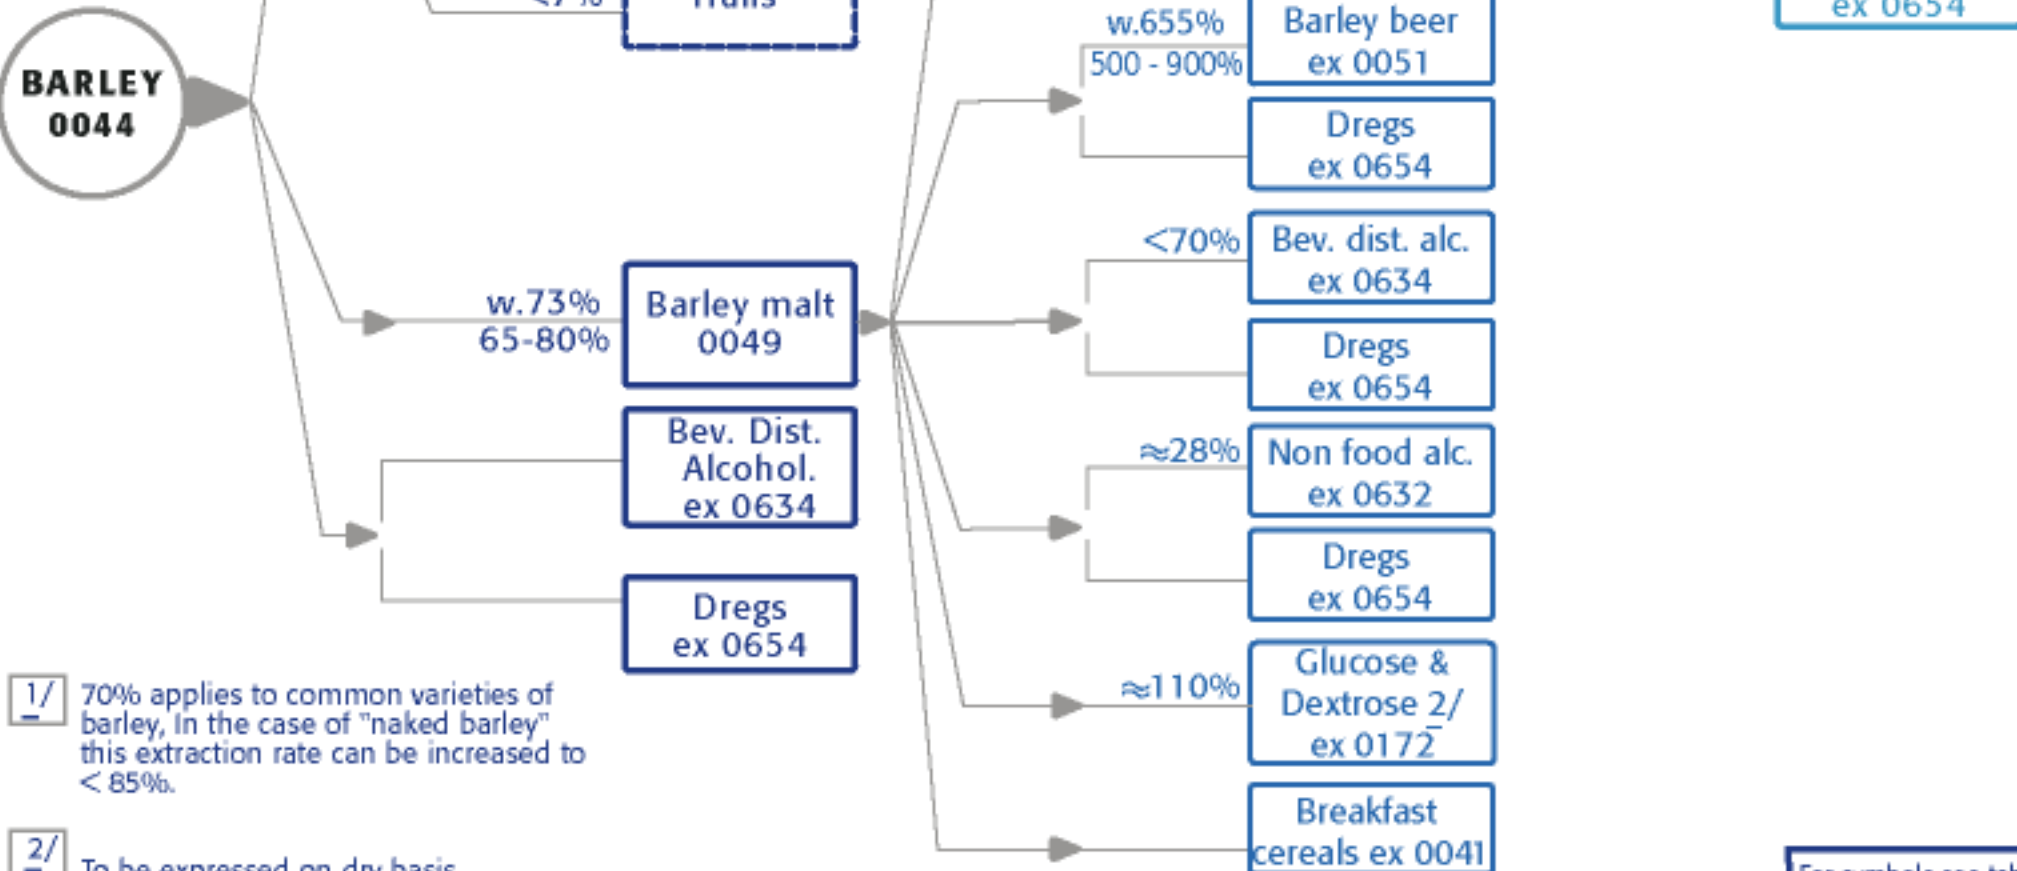 BARLEY
0044
w.655%
500 - 900%
Barley beer
ex 0051
Dregs
ex 0654
<70%
Bev. dist. alc.
ex 0634
Dregs
ex 0654
≈28%
Non food alc.
ex 0632
Dregs
ex 0654
≈110%
Glucose &
Dextrose 2/
ex 0172
Breakfast
cereals ex 0041
w.73%
65-80%
Barley malt
0049
Bev. Dist.
Alcohol.
ex 0634
Dregs
ex 0654
ex 0654
1/ 70% applies to common varieties of
barley, In the case of "naked barley"
this extraction rate can be increased to
< 85%.
2/ To be expressed on dry basis